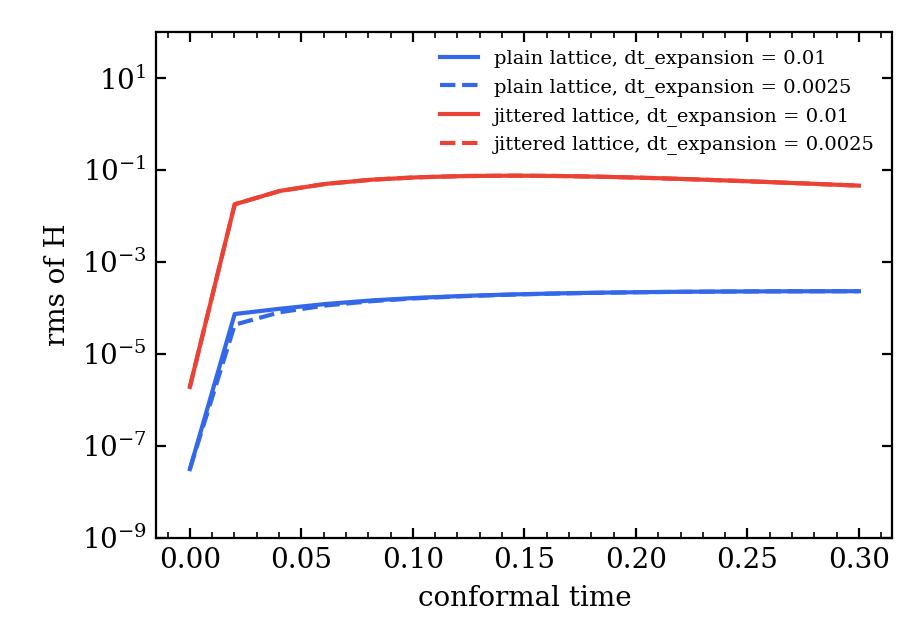 plain lattice, dt_expansion = 0.01
plain lattice, dt_expansion = 0.0025
jittered lattice, dt_expansion = 0.01
jittered lattice, dt_expansion = 0.0025
rms of H
10¹
10⁻¹
10⁻³
10⁻⁵
10⁻⁷
10⁻⁹
0.00 0.05 0.10 0.15 0.20 0.25 0.30
conformal time